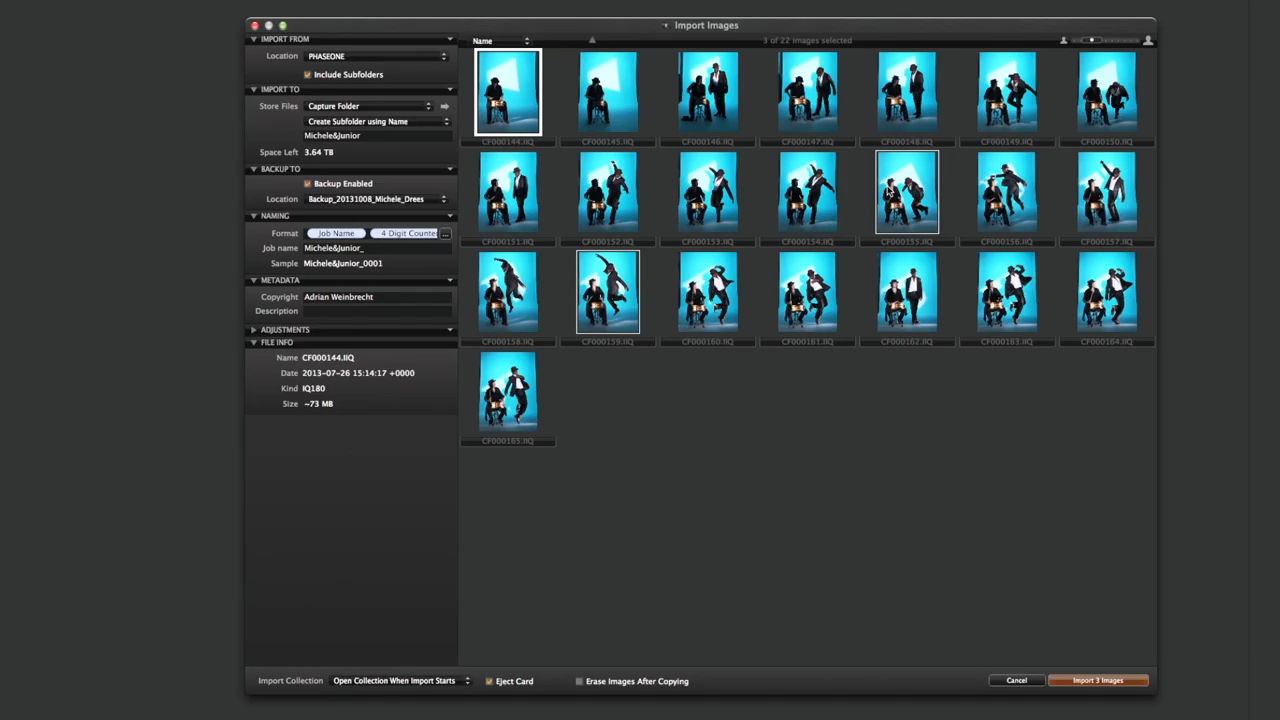 Import Images
IMPORT FROM
Location PHASEONE
Include Subfolders
IMPORT TO
Store Files Capture Folder
Create Subfolder using Name
Michele&Junior
Space Left 3.64 TB
BACKUP TO
Backup Enabled
Location Backup_20131008_Michele_Drees
NAMING
Format Job Name 4 Digit Counter ...
Job name Michele&Junior_
Sample Michele&Junior_0001
METADATA
Copyright Adrian Weinbrecht
Description
ADJUSTMENTS
FILE INFO
Name CF000144.IIQ
Date 2013-07-26 15:14:17 +0000
Kind IQ180
Size ~73 MB
Name 3 of 22 images selected
CF000144.IIQ CF000145.IIQ CF000146.IIQ CF000147.IIQ CF000148.IIQ CF000149.IIQ CF000150.IIQ
CF000151.IIQ CF000152.IIQ CF000153.IIQ CF000154.IIQ CF000155.IIQ CF000156.IIQ CF000157.IIQ
CF000158.IIQ CF000159.IIQ CF000160.IIQ CF000161.IIQ CF000162.IIQ CF000163.IIQ CF000164.IIQ
CF000165.IIQ
Import Collection Open Collection When Import Starts Eject Card Erase Images After Copying Cancel Import 3 Images